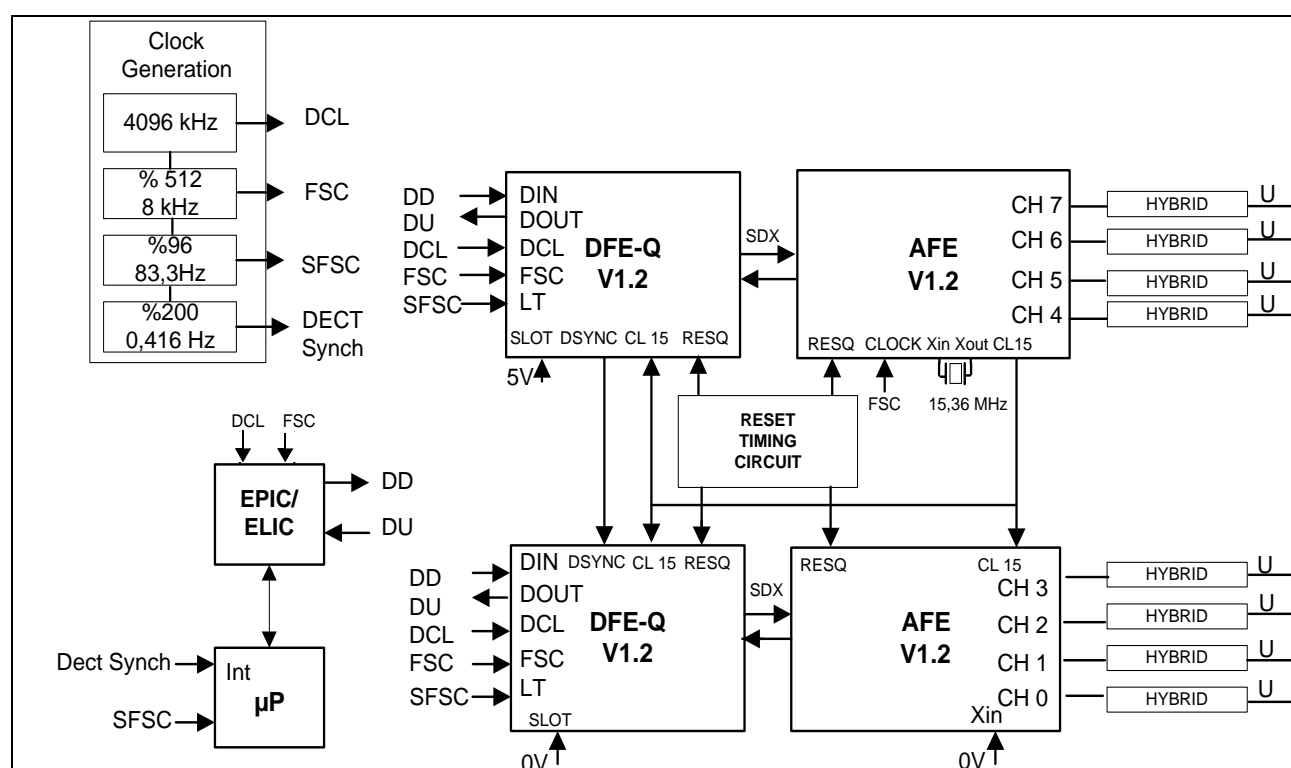 Clock
Generation
4096 kHz
DCL
% 512
8 kHz
FSC
%96
83,3Hz
SFSC
%200
0,416 Hz
DECT
Synch
DD
DU
DCL
FSC
SFSC
DIN
DOUT
DCL
FSC
LT
DFE-Q
V1.2
SLOT DSYNC CL 15 RESQ
5V
SDX
AFE
V1.2
CH 7
CH 6
CH 5
CH 4
RESQ CLOCK Xin Xout CL15
FSC
15,36 MHz
HYBRID U
HYBRID U
HYBRID U
HYBRID U
RESET
TIMING
CIRCUIT
DCL FSC
EPIC/
ELIC
DD
DU
Dect Synch
SFSC
Int
µP
DD
DU
DCL
FSC
SFSC
DIN
DOUT
DCL
FSC
LT
DSYNC CL 15 RESQ
DFE-Q
V1.2
SLOT
0V
SDX
RESQ
CL 15
AFE
V1.2
CH 3
CH 2
CH 1
CH 0
Xin
0V
HYBRID U
HYBRID U
HYBRID U
HYBRID U